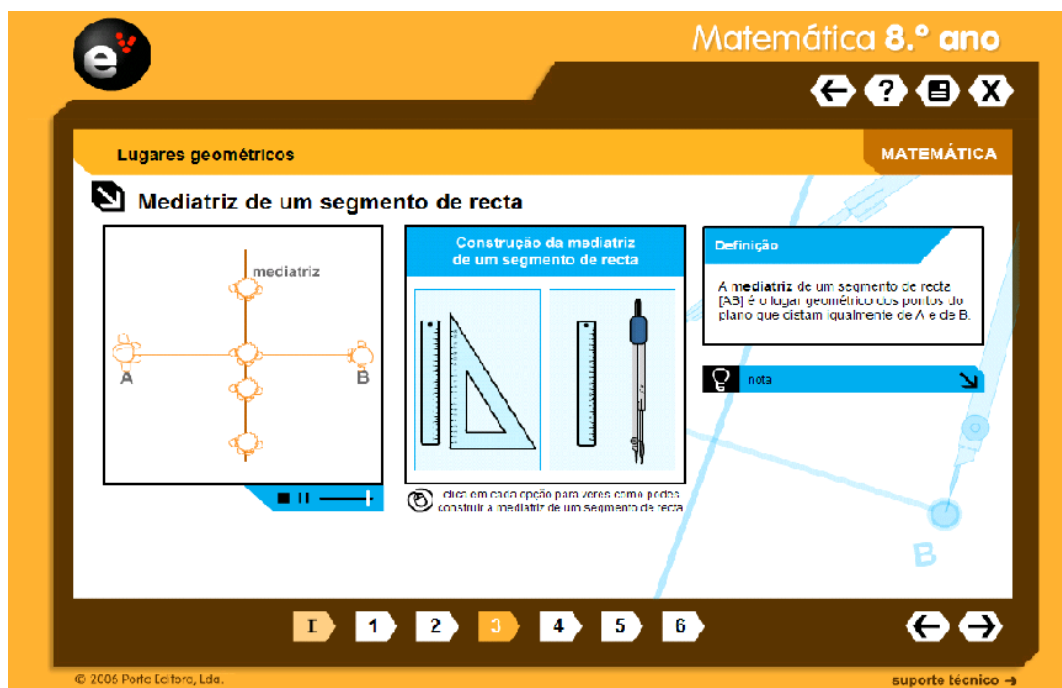 e
Matemática 8.º ano
?
X
Lugares geométricos
MATEMÁTICA
Mediatriz de um segmento de recta
mediatriz
A
B
Construção da mediatriz
de um segmento de recta
clica em cada opção para veres como podes
construir a mediatriz de um segmento de recta
Definição
A mediatriz de um segmento de recta
[AB] é o lugar geométrico dos pontos do
plano que distam igualmente de A e de B.
nota
B
I 1 2 3 4 5 6
© 2006 Porto Editora, Lda.
suporte técnico